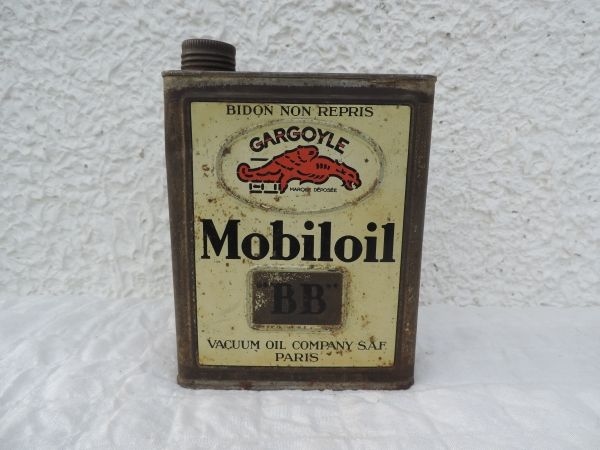 BIDON NON REPRIS
GARGOYLE
MARQUE DÉPOSÉE
Mobiloil
"BB"
VACUUM OIL COMPANY S.A.F.
PARIS